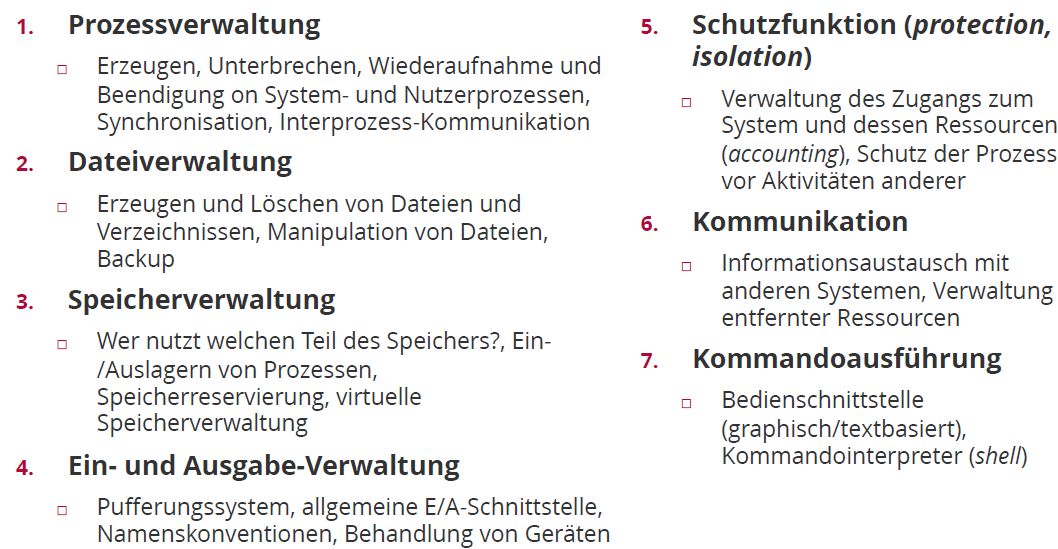 1. Prozessverwaltung
□ Erzeugen, Unterbrechen, Wiederaufnahme und
Beendigung on System- und Nutzerprozessen,
Synchronisation, Interprozess-Kommunikation
2. Dateiverwaltung
□ Erzeugen und Löschen von Dateien und
Verzeichnissen, Manipulation von Dateien,
Backup
3. Speicherverwaltung
□ Wer nutzt welchen Teil des Speichers?, Ein-
/Auslagern von Prozessen,
Speicherreservierung, virtuelle
Speicherverwaltung
4. Ein- und Ausgabe-Verwaltung
□ Pufferungssystem, allgemeine E/A-Schnittstelle,
Namenskonventionen, Behandlung von Geräten
5. Schutzfunktion (protection,
isolation)
□ Verwaltung des Zugangs zum
System und dessen Ressourcen
(accounting), Schutz der Prozess
vor Aktivitäten anderer
6. Kommunikation
□ Informationsaustausch mit
anderen Systemen, Verwaltung
entfernter Ressourcen
7. Kommandoausführung
□ Bedienschnittstelle
(graphisch/textbasiert),
Kommandointerpreter (shell)